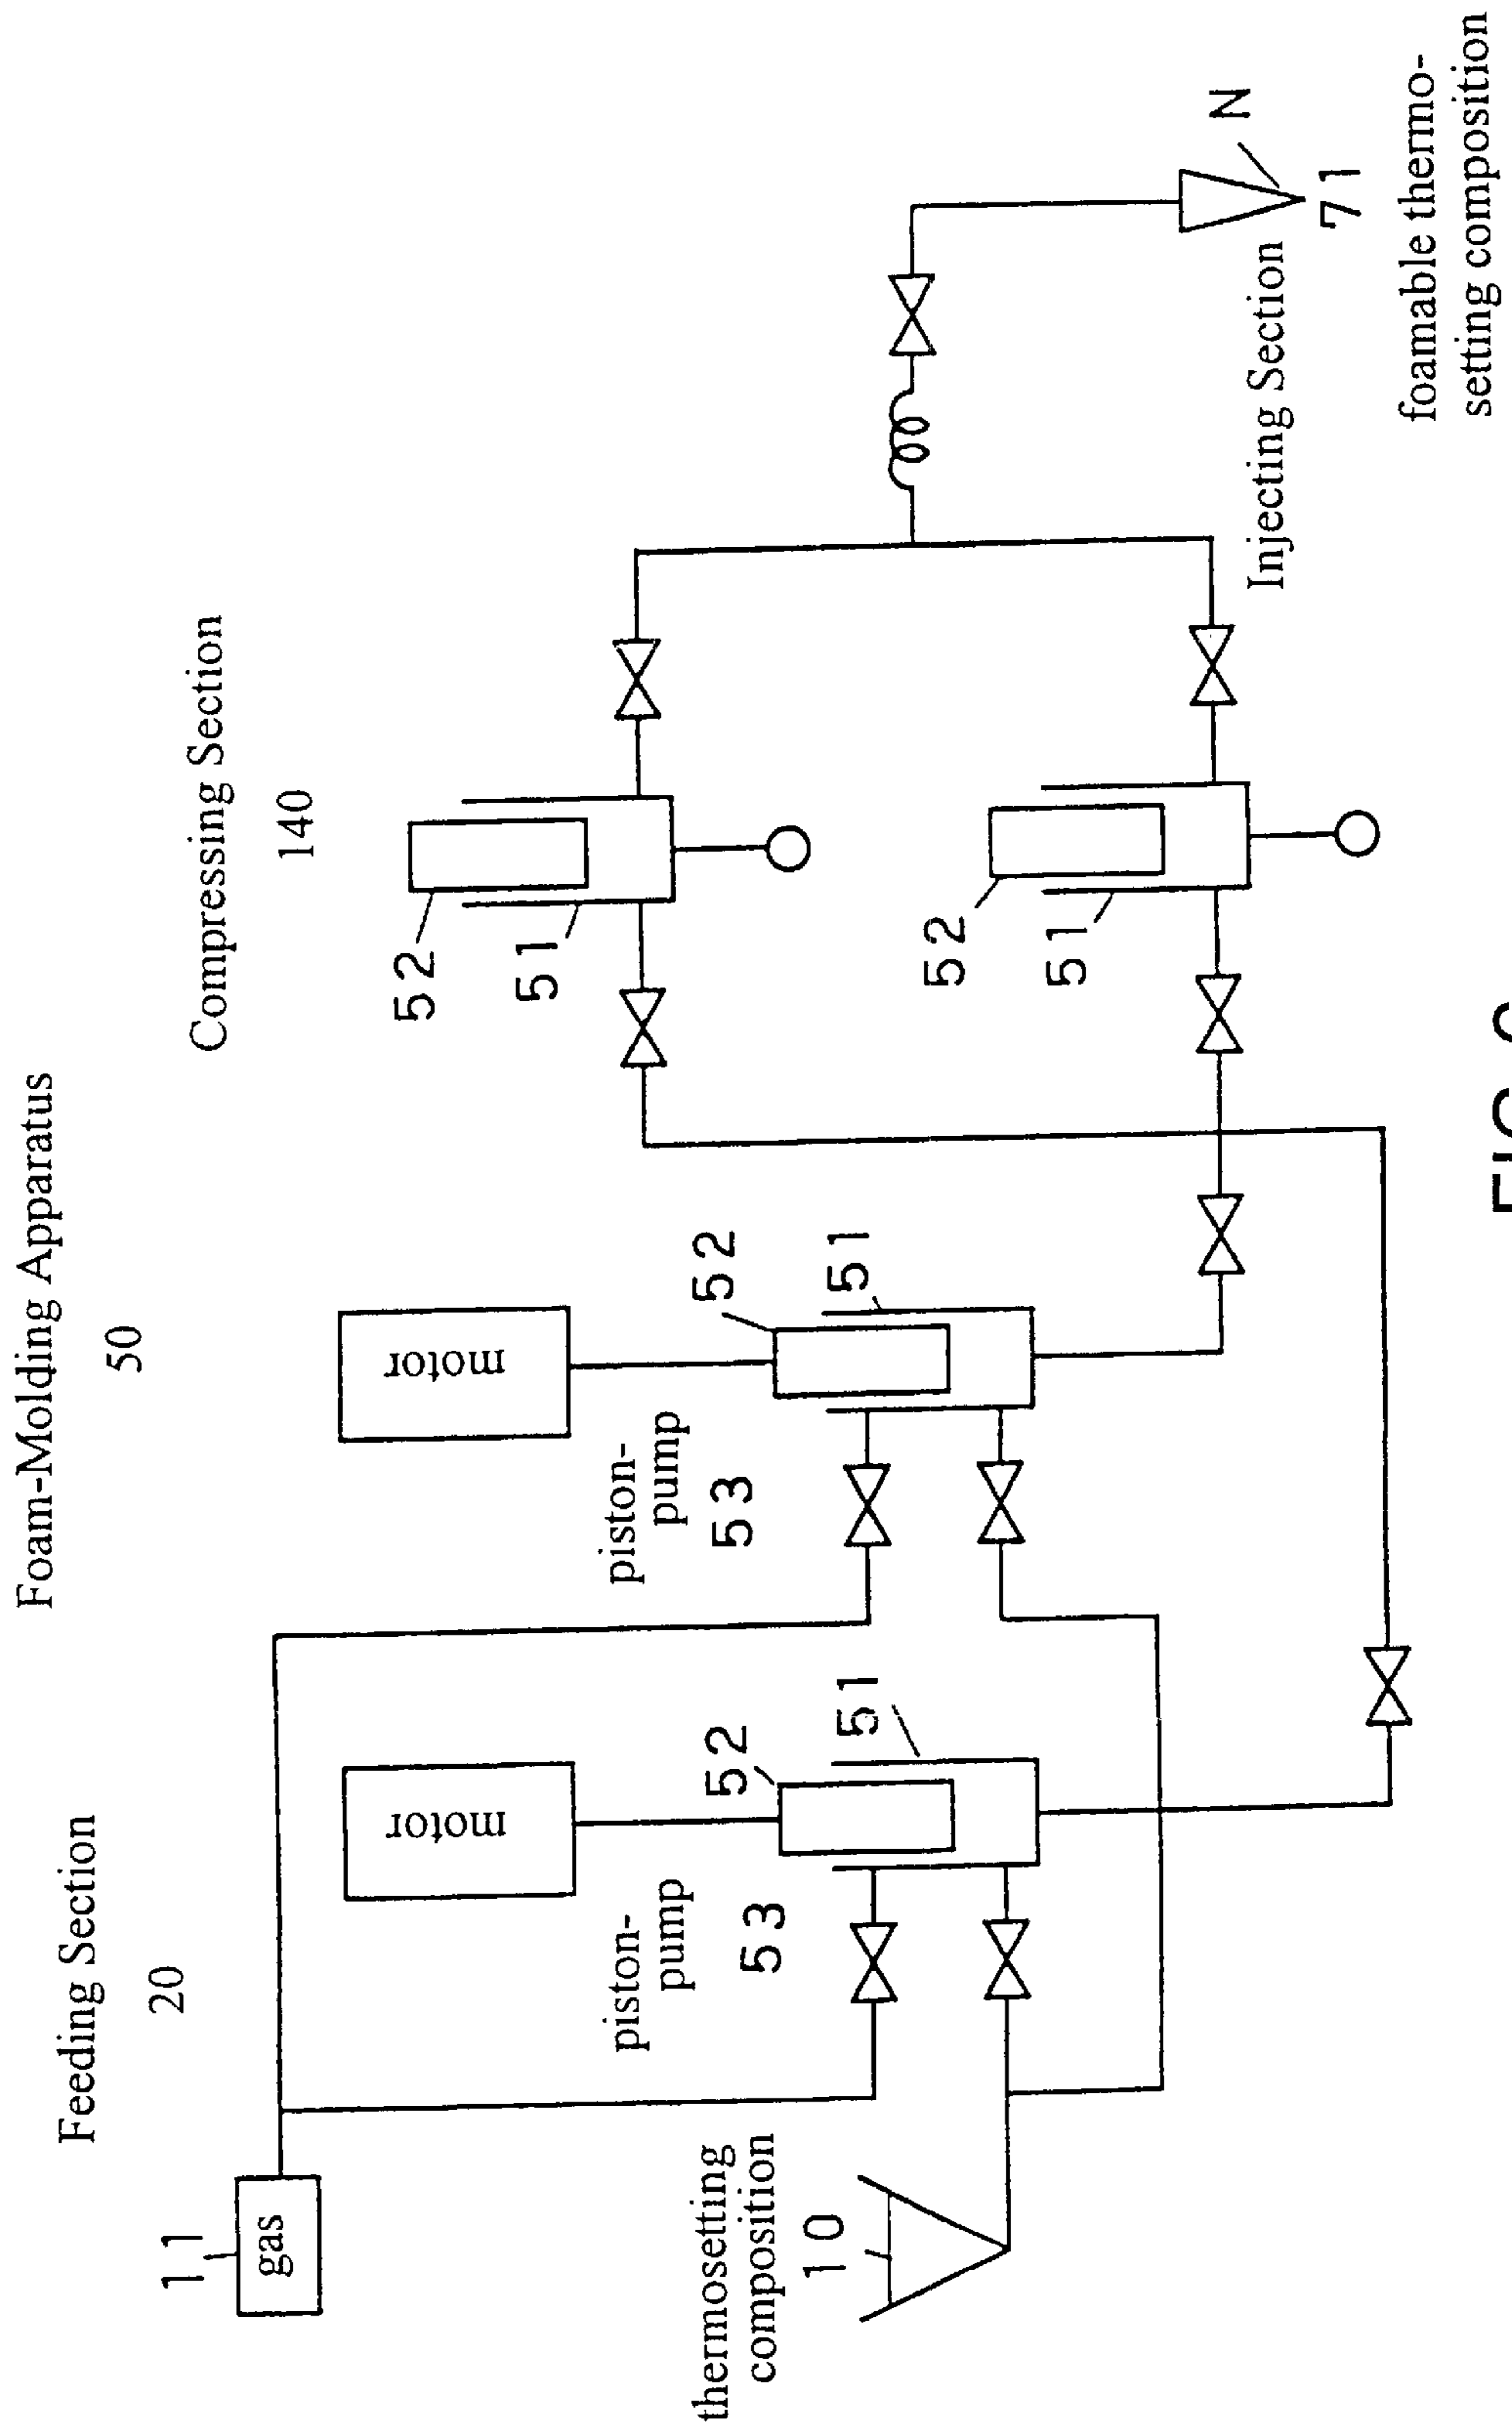 Foam-Molding Apparatus
50
Feeding Section
20
Compressing Section
140
11
gas
motor
motor
piston-
pump
53
52
51
piston-
pump
53
52
51
52
51
52
51
thermosetting
composition
10
Injecting Section
N
71
foamable thermo-
setting composition